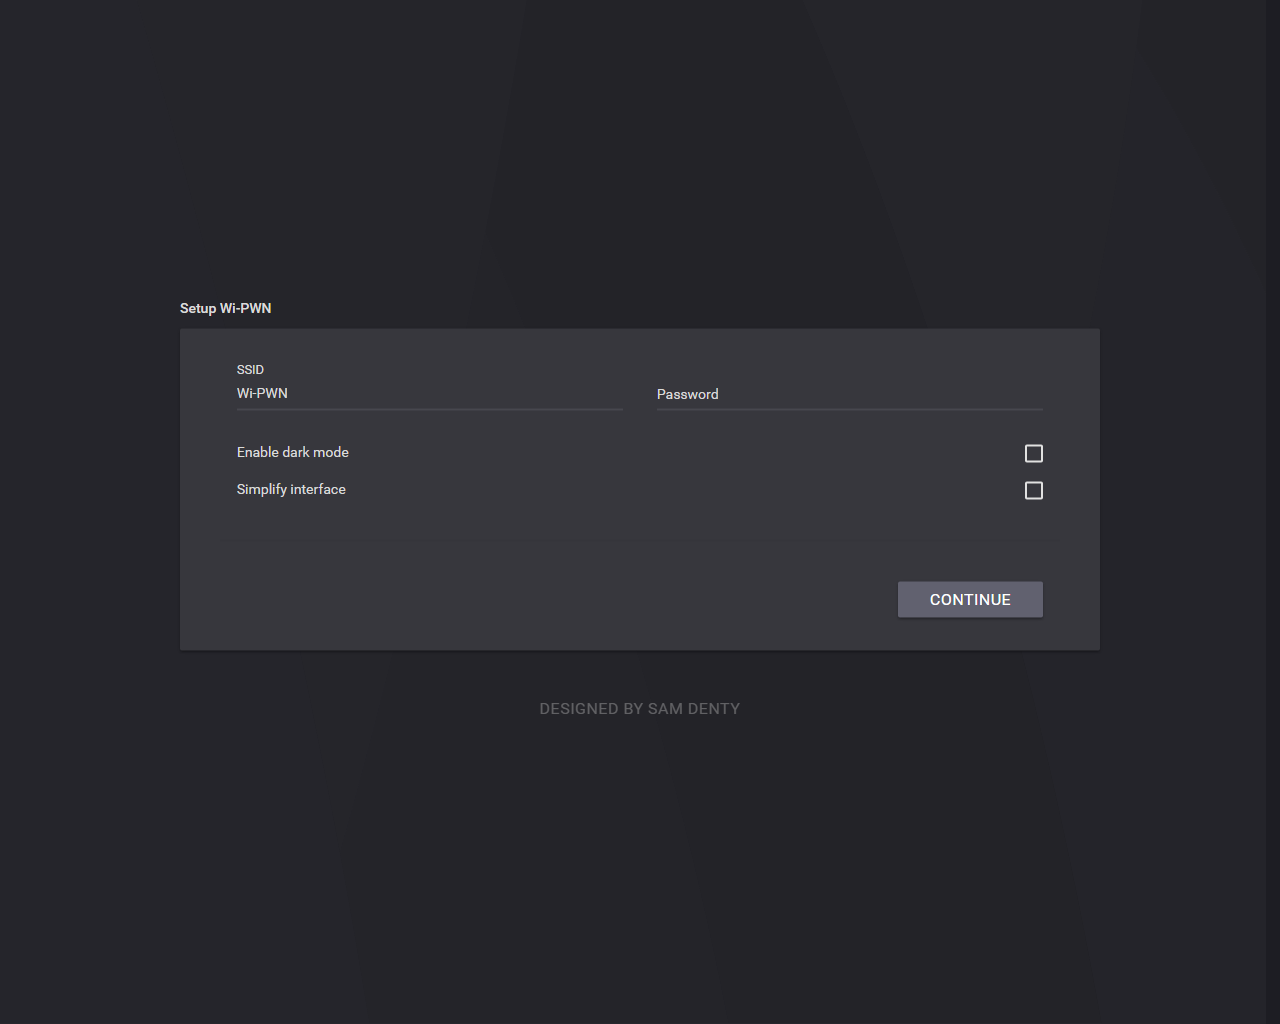 Setup Wi-PWN
SSID
Wi-PWN
Password
Enable dark mode
Simplify interface
CONTINUE
DESIGNED BY SAM DENTY